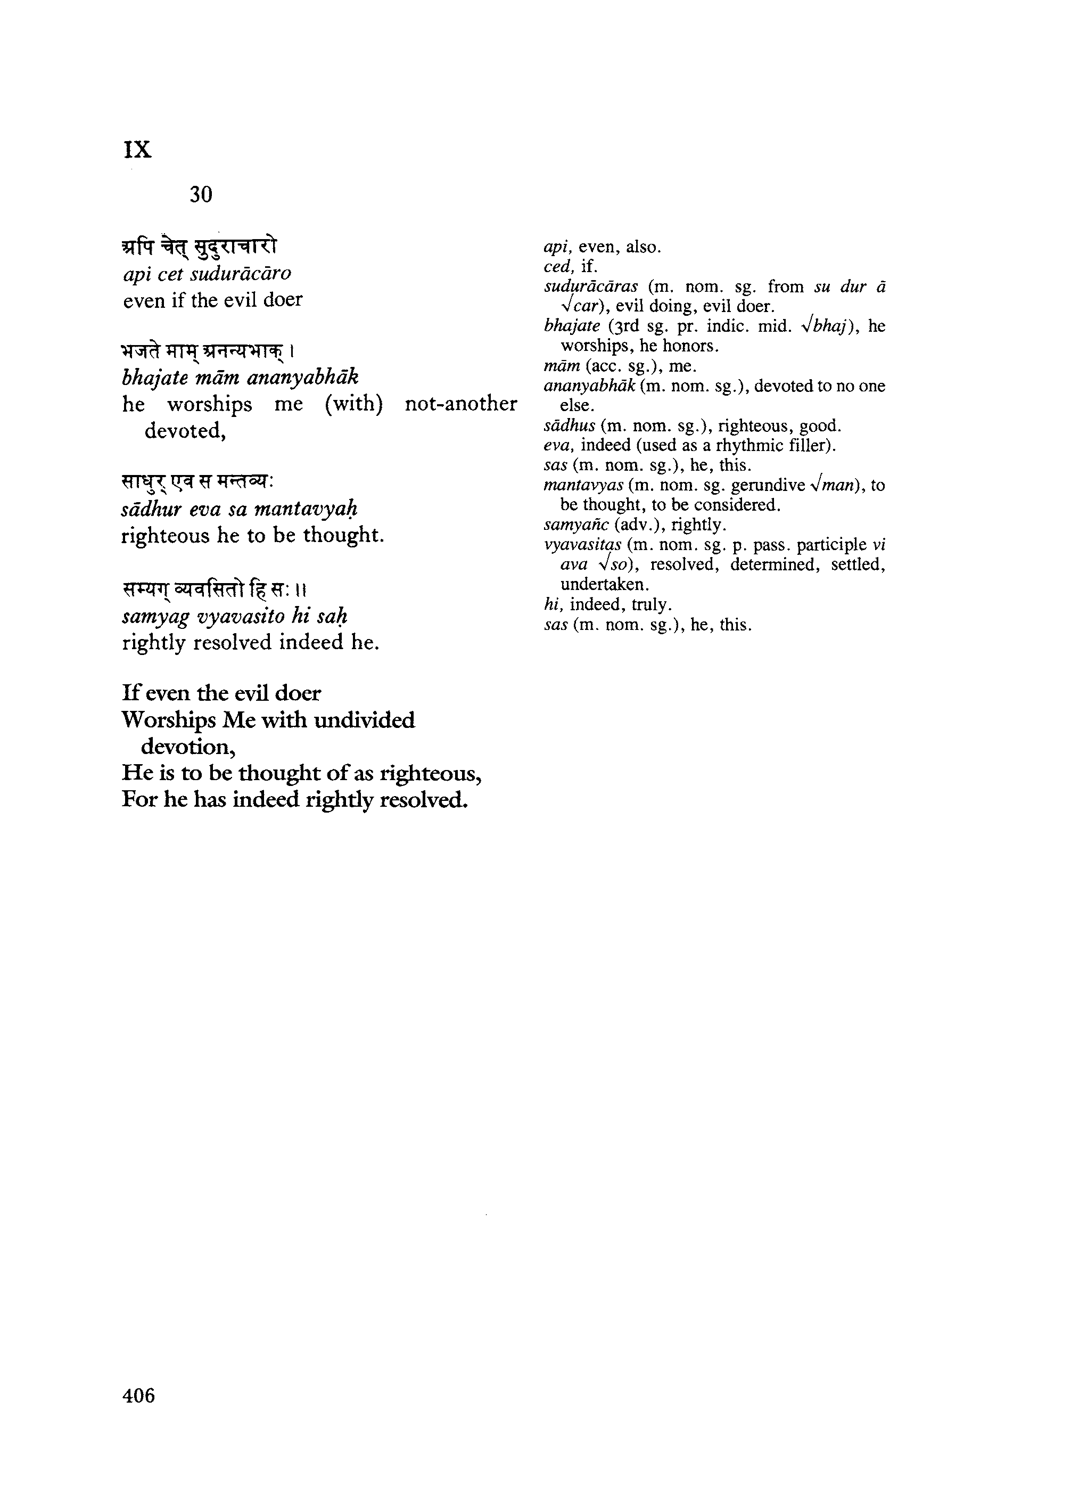 IX
30
अपि चेत् सुदुराचारो
api cet sudurācāro
even if the evil doer
भजते माम् अनन्यभाक् ।
bhajate mām ananyabhāk
he worships me (with) not-another
devoted,
साधुर् एव स मन्तव्यः
sādhur eva sa mantavyaḥ
righteous he to be thought.
सम्यग् व्यवसितो हि सः ॥
samyag vyavasito hi saḥ
rightly resolved indeed he.
If even the evil doer
Worships Me with undivided
devotion,
He is to be thought of as righteous,
For he has indeed rightly resolved.
api, even, also.
ced, if.
sudurācāras (m. nom. sg. from su dur ā
√car), evil doing, evil doer.
bhajate (3rd sg. pr. indic. mid. √bhaj), he
worships, he honors.
mām (acc. sg.), me.
ananyabhāk (m. nom. sg.), devoted to no one
else.
sādhus (m. nom. sg.), righteous, good.
eva, indeed (used as a rhythmic filler).
sas (m. nom. sg.), he, this.
mantavyas (m. nom. sg. gerundive √man), to
be thought, to be considered.
samyañc (adv.), rightly.
vyavasitas (m. nom. sg. p. pass. participle vi
ava √so), resolved, determined, settled,
undertaken.
hi, indeed, truly.
sas (m. nom. sg.), he, this.
406